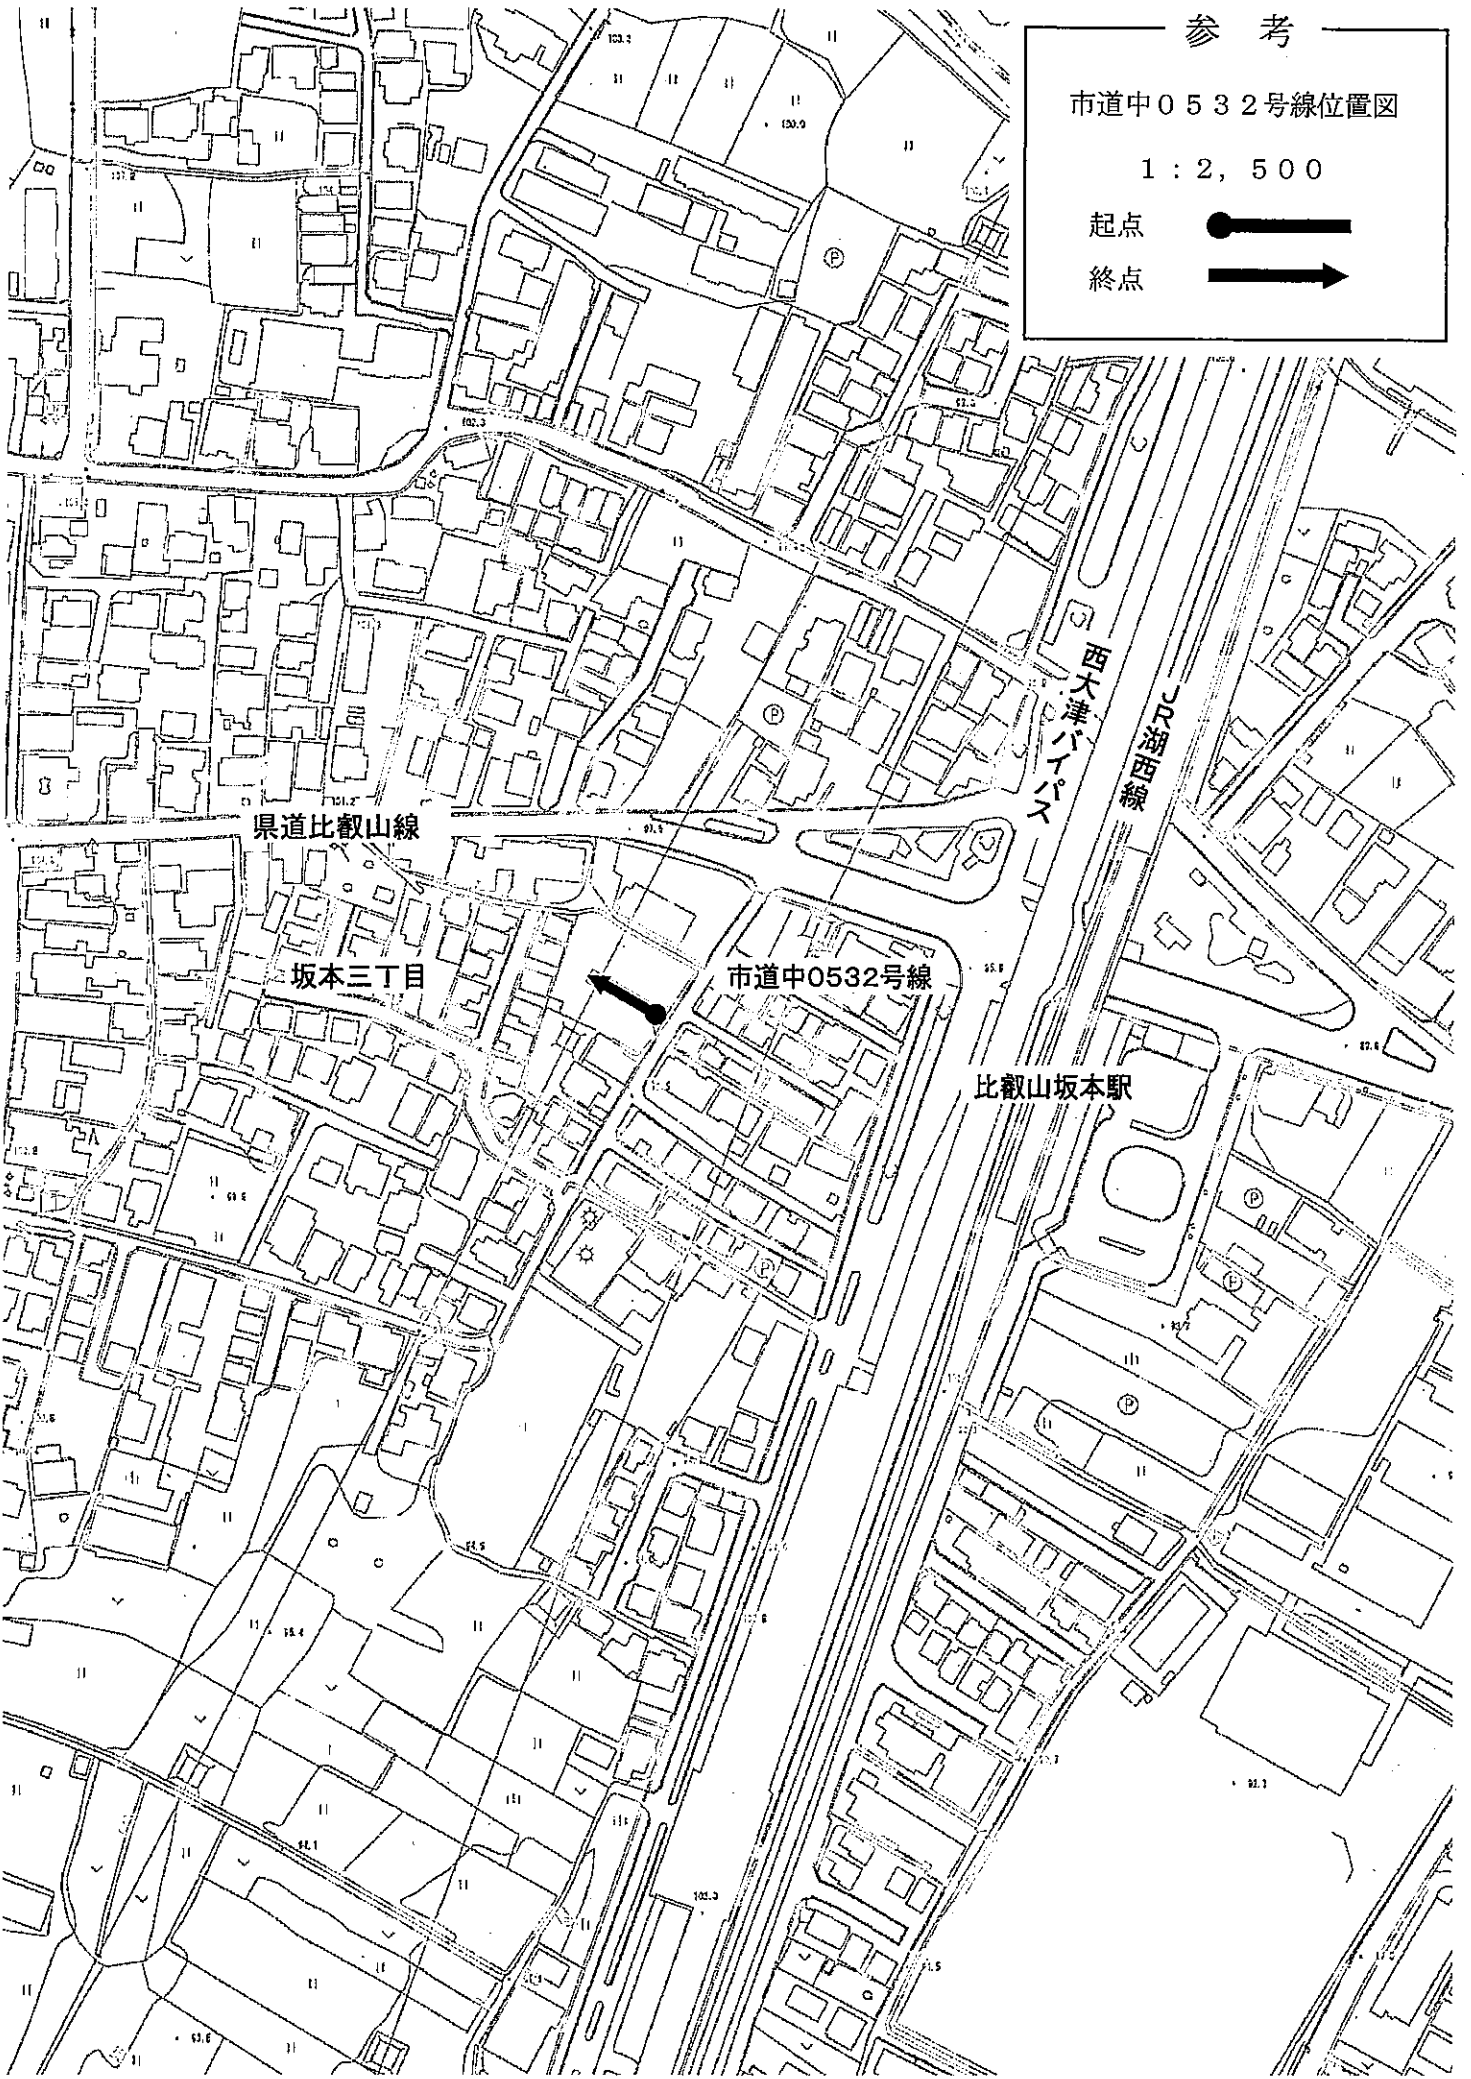 参 考
市道中０５３２号線位置図
１：２，５００
起点
終点
西大津バイパス
ＪＲ湖西線
県道比叡山線
坂本三丁目
市道中0532号線
比叡山坂本駅